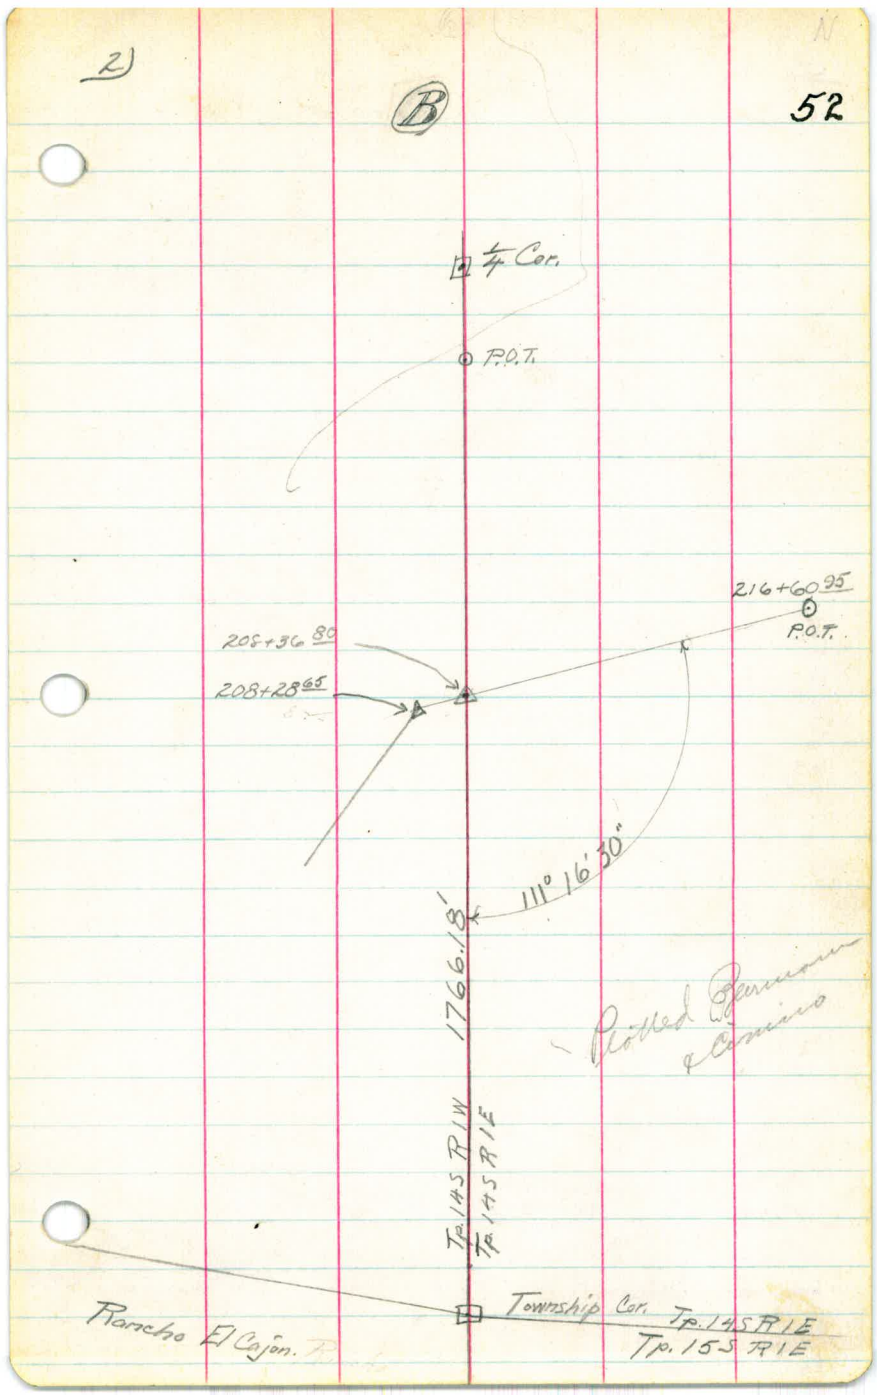 2)
N
B
52
1/4 Cor.
P.O.T.
216+60 95
P.O.T.
208+36 80
208+28 65
111° 16' 30"
1766.18'
Plotted
&
Tp.14S R1W
Tp.14S R1E
Township Cor. Tp.14S R1E
Tp.15S R1E
Rancho El Cajon.